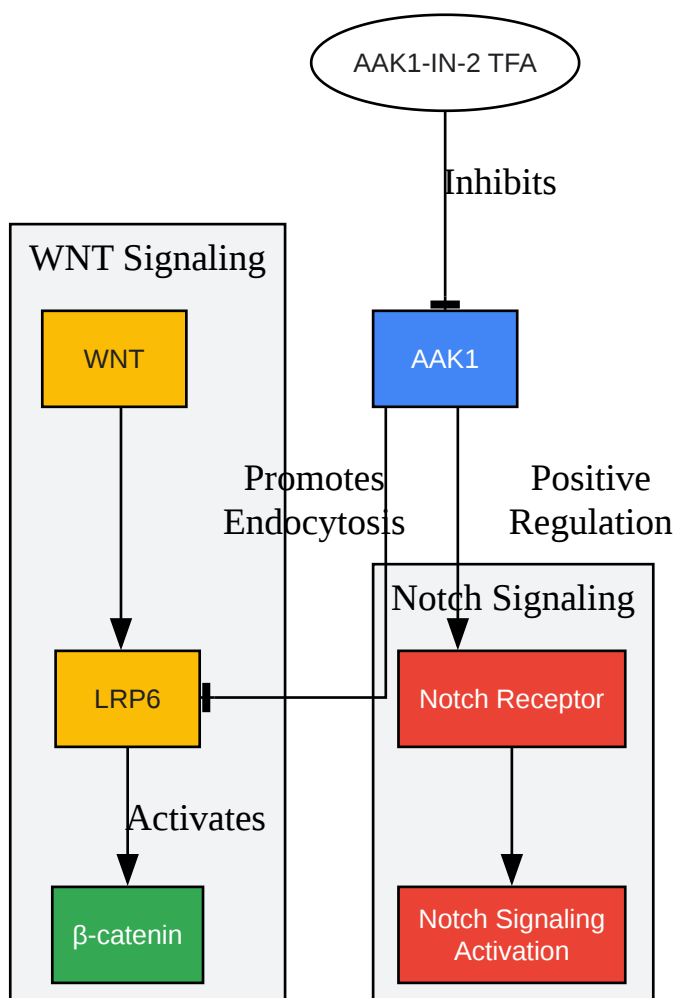 AAK1-IN-2 TFA
Inhibits
WNT Signaling
WNT
AAK1
Promotes
Endocytosis
Positive
Regulation
Notch Signaling
LRP6
Notch Receptor
Activates
β-catenin
Notch Signaling
Activation